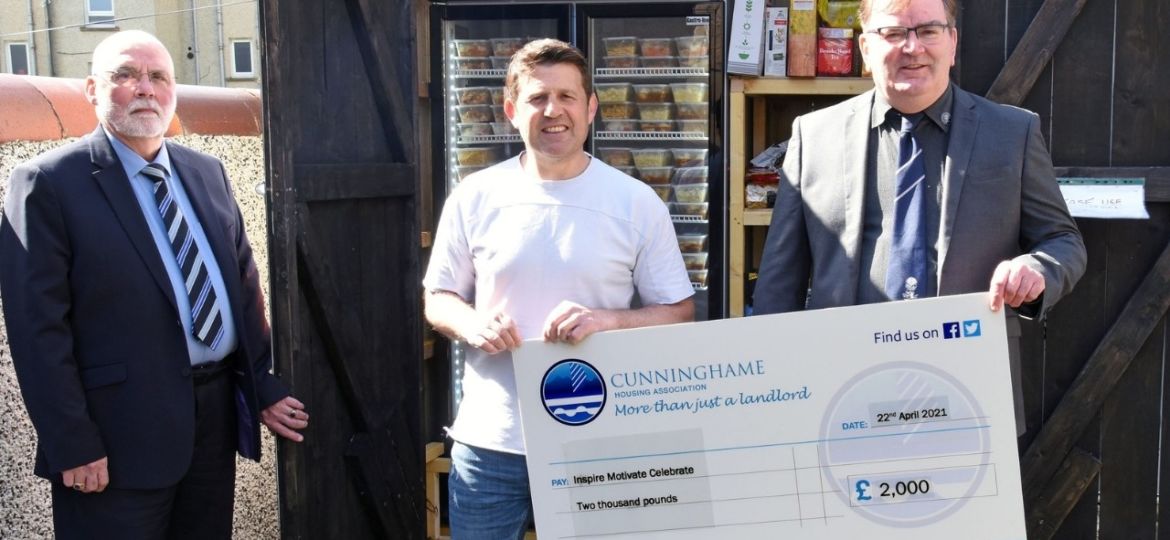 Find us on
CUNNINGHAME
HOUSING ASSOCIATION
More than just a landlord
DATE: 22nd April 2021
PAY: Inspire Motivate Celebrate
Two thousand pounds
£ 2,000